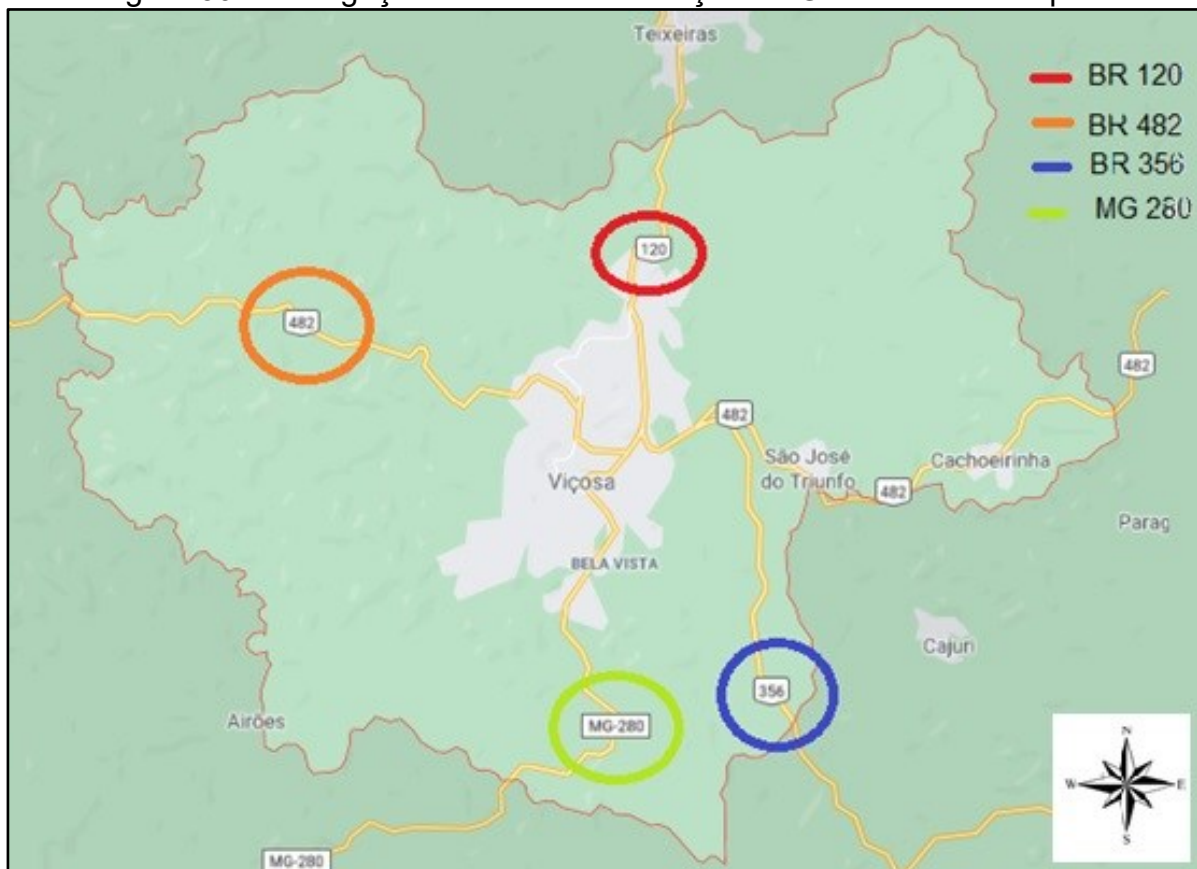 Teixeiras
BR 120
BR 482
BR 356
MG 280
120
482
482
482
São José
do Triunfo
Cachoeirinha
482
Viçosa
Parag
BELA VISTA
Cajuri
356
Airões
MG-280
MG-280
N
W
E
S